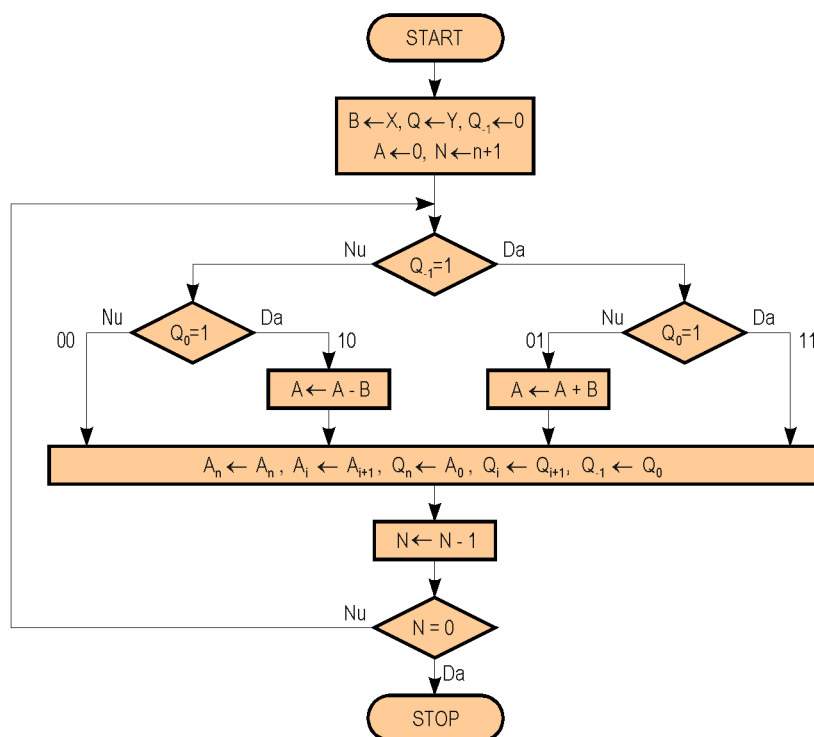 START
B ← X, Q ← Y, Q₋₁ ← 0
A ← 0, N ← n+1
Nu
Q₋₁=1
Da
Nu
Q₀=1
Da
Nu
Q₀=1
Da
00
10
01
11
A ← A - B
A ← A + B
Aₙ ← Aₙ , Aᵢ ← Aᵢ₊₁, Qₙ ← A₀ , Qᵢ ← Qᵢ₊₁, Q₋₁ ← Q₀
N ← N - 1
Nu
N = 0
Da
STOP